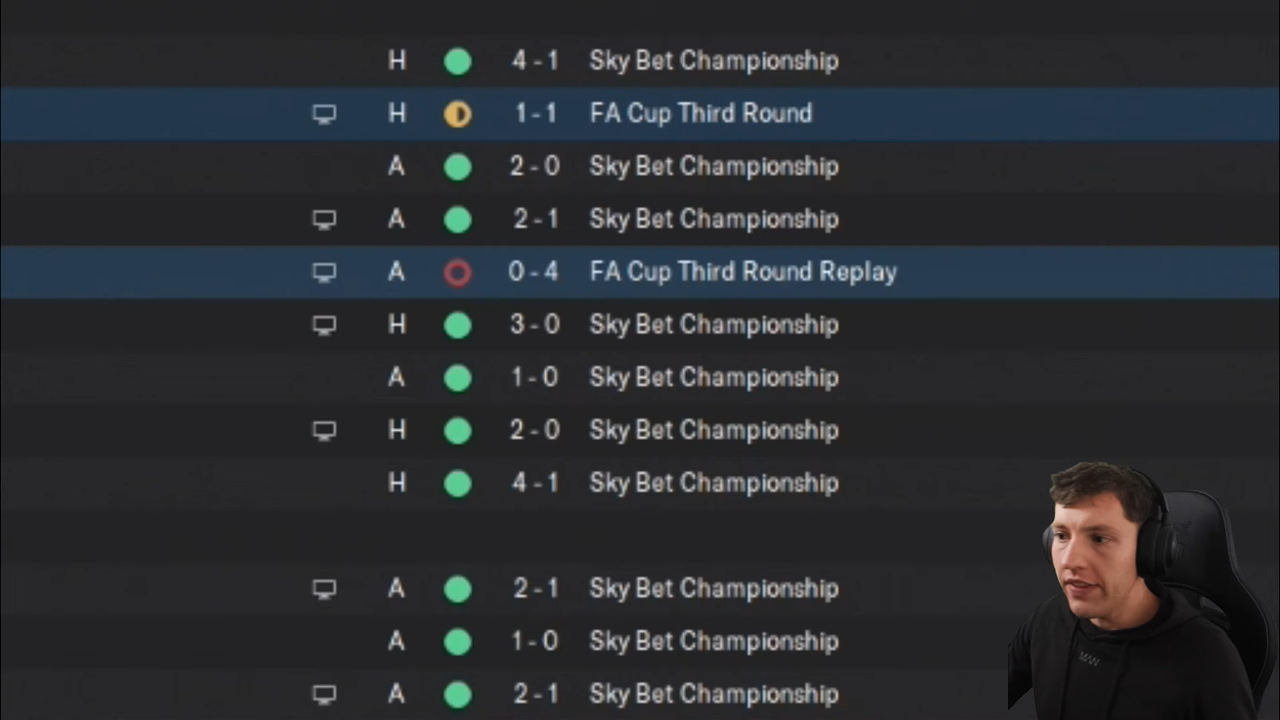 H 4 - 1 Sky Bet Championship
H 1 - 1 FA Cup Third Round
A 2 - 0 Sky Bet Championship
A 2 - 1 Sky Bet Championship
A 0 - 4 FA Cup Third Round Replay
H 3 - 0 Sky Bet Championship
A 1 - 0 Sky Bet Championship
H 2 - 0 Sky Bet Championship
H 4 - 1 Sky Bet Championship
A 2 - 1 Sky Bet Championship
A 1 - 0 Sky Bet Championship
A 2 - 1 Sky Bet Championship